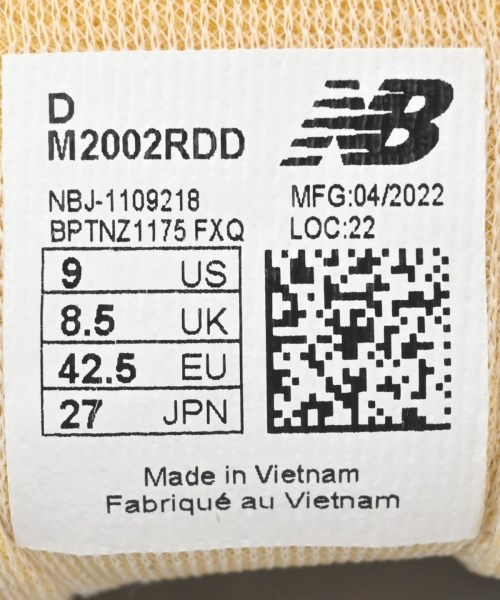 D
M2002RDD
NB
NBJ-1109218
BPTNZ1175 FXQ
MFG:04/2022
LOC:22
9 US
8.5 UK
42.5 EU
27 JPN
Made in Vietnam
Fabriqué au Vietnam